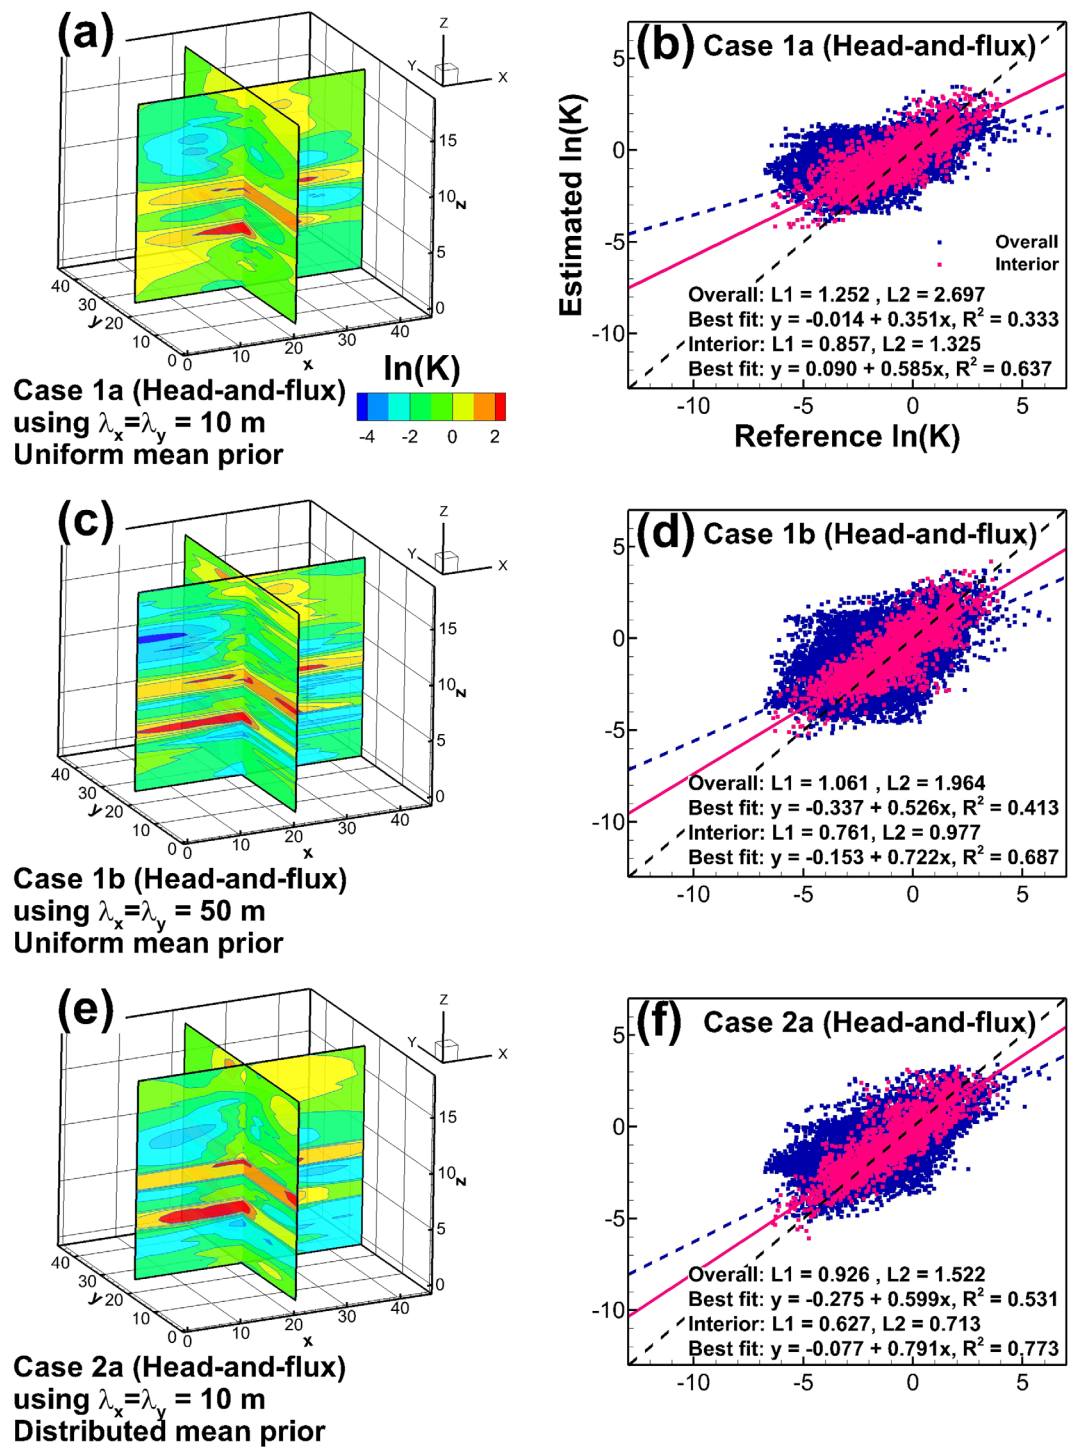 (a)
Z
Y
X
15
10
z
5
0
40
30
y
20
10
0
0
10
20
x
30
40
Case 1a (Head-and-flux)
using λx=λy = 10 m
Uniform mean prior
ln(K)
-4
-2
0
2
(b) Case 1a (Head-and-flux)
5
0
-5
-10
Estimated ln(K)
Overall
Interior
Overall: L1 = 1.252 , L2 = 2.697
Best fit: y = -0.014 + 0.351x, R² = 0.333
Interior: L1 = 0.857, L2 = 1.325
Best fit: y = 0.090 + 0.585x, R² = 0.637
-10
-5
0
5
Reference ln(K)
(c)
Z
Y
X
15
10
z
5
0
40
30
y
20
10
0
0
10
20
x
30
40
Case 1b (Head-and-flux)
using λx=λy = 50 m
Uniform mean prior
(d) Case 1b (Head-and-flux)
5
0
-5
-10
Overall: L1 = 1.061 , L2 = 1.964
Best fit: y = -0.337 + 0.526x, R² = 0.413
Interior: L1 = 0.761, L2 = 0.977
Best fit: y = -0.153 + 0.722x, R² = 0.687
-10
-5
0
5
(e)
Z
Y
X
15
10
z
5
0
40
30
y
20
10
0
0
10
20
x
30
40
Case 2a (Head-and-flux)
using λx=λy = 10 m
Distributed mean prior
(f) Case 2a (Head-and-flux)
5
0
-5
-10
Overall: L1 = 0.926 , L2 = 1.522
Best fit: y = -0.275 + 0.599x, R² = 0.531
Interior: L1 = 0.627, L2 = 0.713
Best fit: y = -0.077 + 0.791x, R² = 0.773
-10
-5
0
5